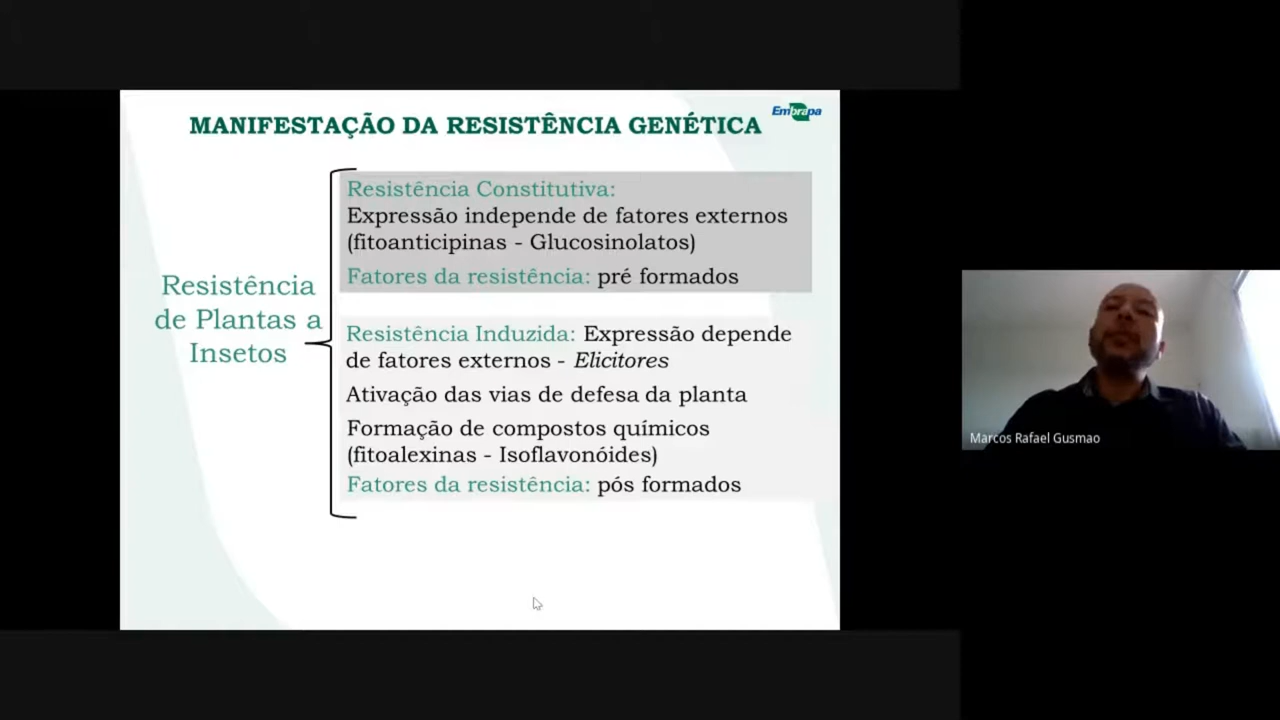 MANIFESTAÇÃO DA RESISTÊNCIA GENÉTICA
Embrapa
Resistência
de Plantas a
Insetos
Resistência Constitutiva:
Expressão independe de fatores externos
(fitoanticipinas - Glucosinolatos)
Fatores da resistência: pré formados
Resistência Induzida: Expressão depende
de fatores externos - Elicitores
Ativação das vias de defesa da planta
Formação de compostos químicos
(fitoalexinas - Isoflavonóides)
Fatores da resistência: pós formados
Marcos Rafael Gusmao